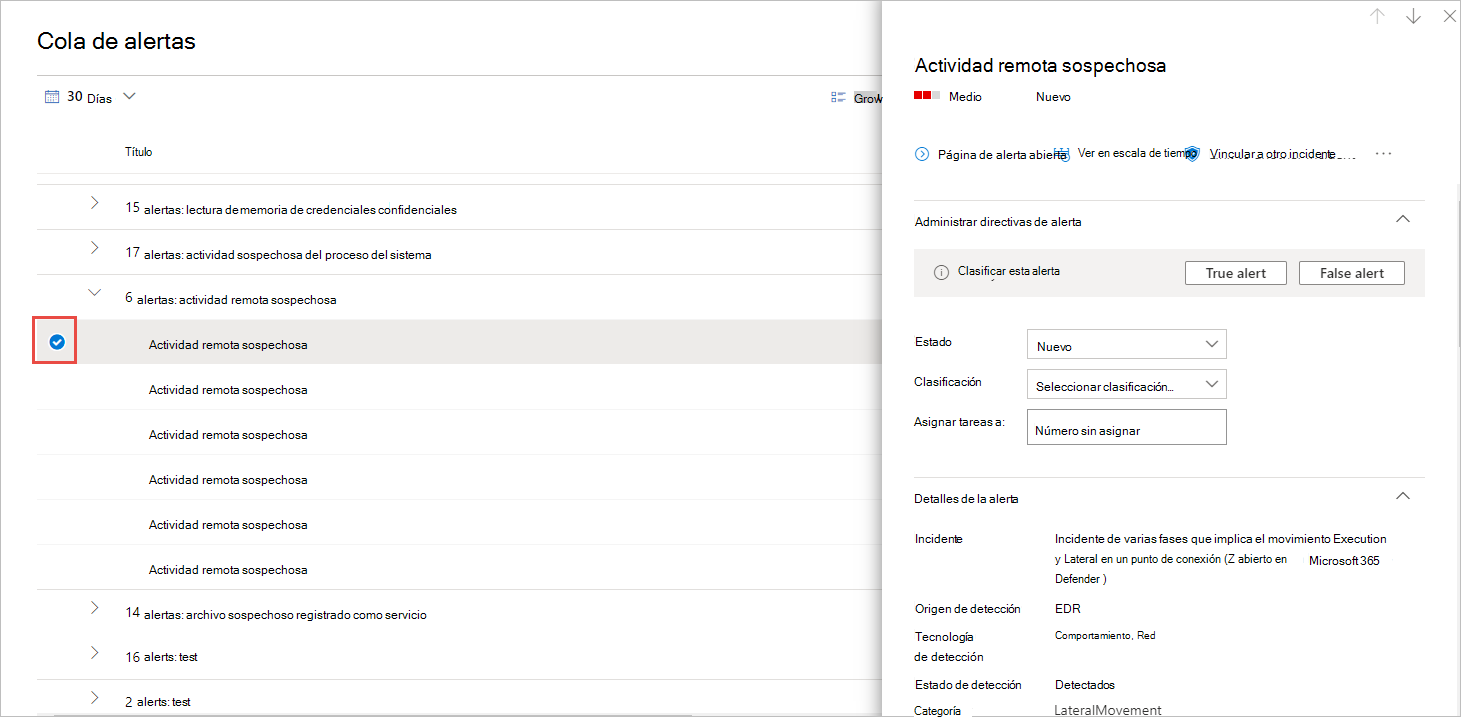 Cola de alertas
30 Días
Grow
Título
15 alertas: lectura de memoria de credenciales confidenciales
17 alertas: actividad sospechosa del proceso del sistema
6 alertas: actividad remota sospechosa
Actividad remota sospechosa
Actividad remota sospechosa
Actividad remota sospechosa
Actividad remota sospechosa
Actividad remota sospechosa
Actividad remota sospechosa
14 alertas: archivo sospechoso registrado como servicio
16 alerts: test
2 alerts: test
Actividad remota sospechosa
Medio Nuevo
Página de alerta abierta Ver en escala de tiempo Vincular a otro incidente ...
Administrar directivas de alerta
Clasificar esta alerta True alert False alert
Estado Nuevo
Clasificación Seleccionar clasificación...
Asignar tareas a: Número sin asignar
Detalles de la alerta
Incidente Incidente de varias fases que implica el movimiento Execution
y Lateral en un punto de conexión (Z abierto en Microsoft 365
Defender )
Origen de detección EDR
Tecnología Comportamiento, Red
de detección
Estado de detección Detectados
Categoría LateralMovement